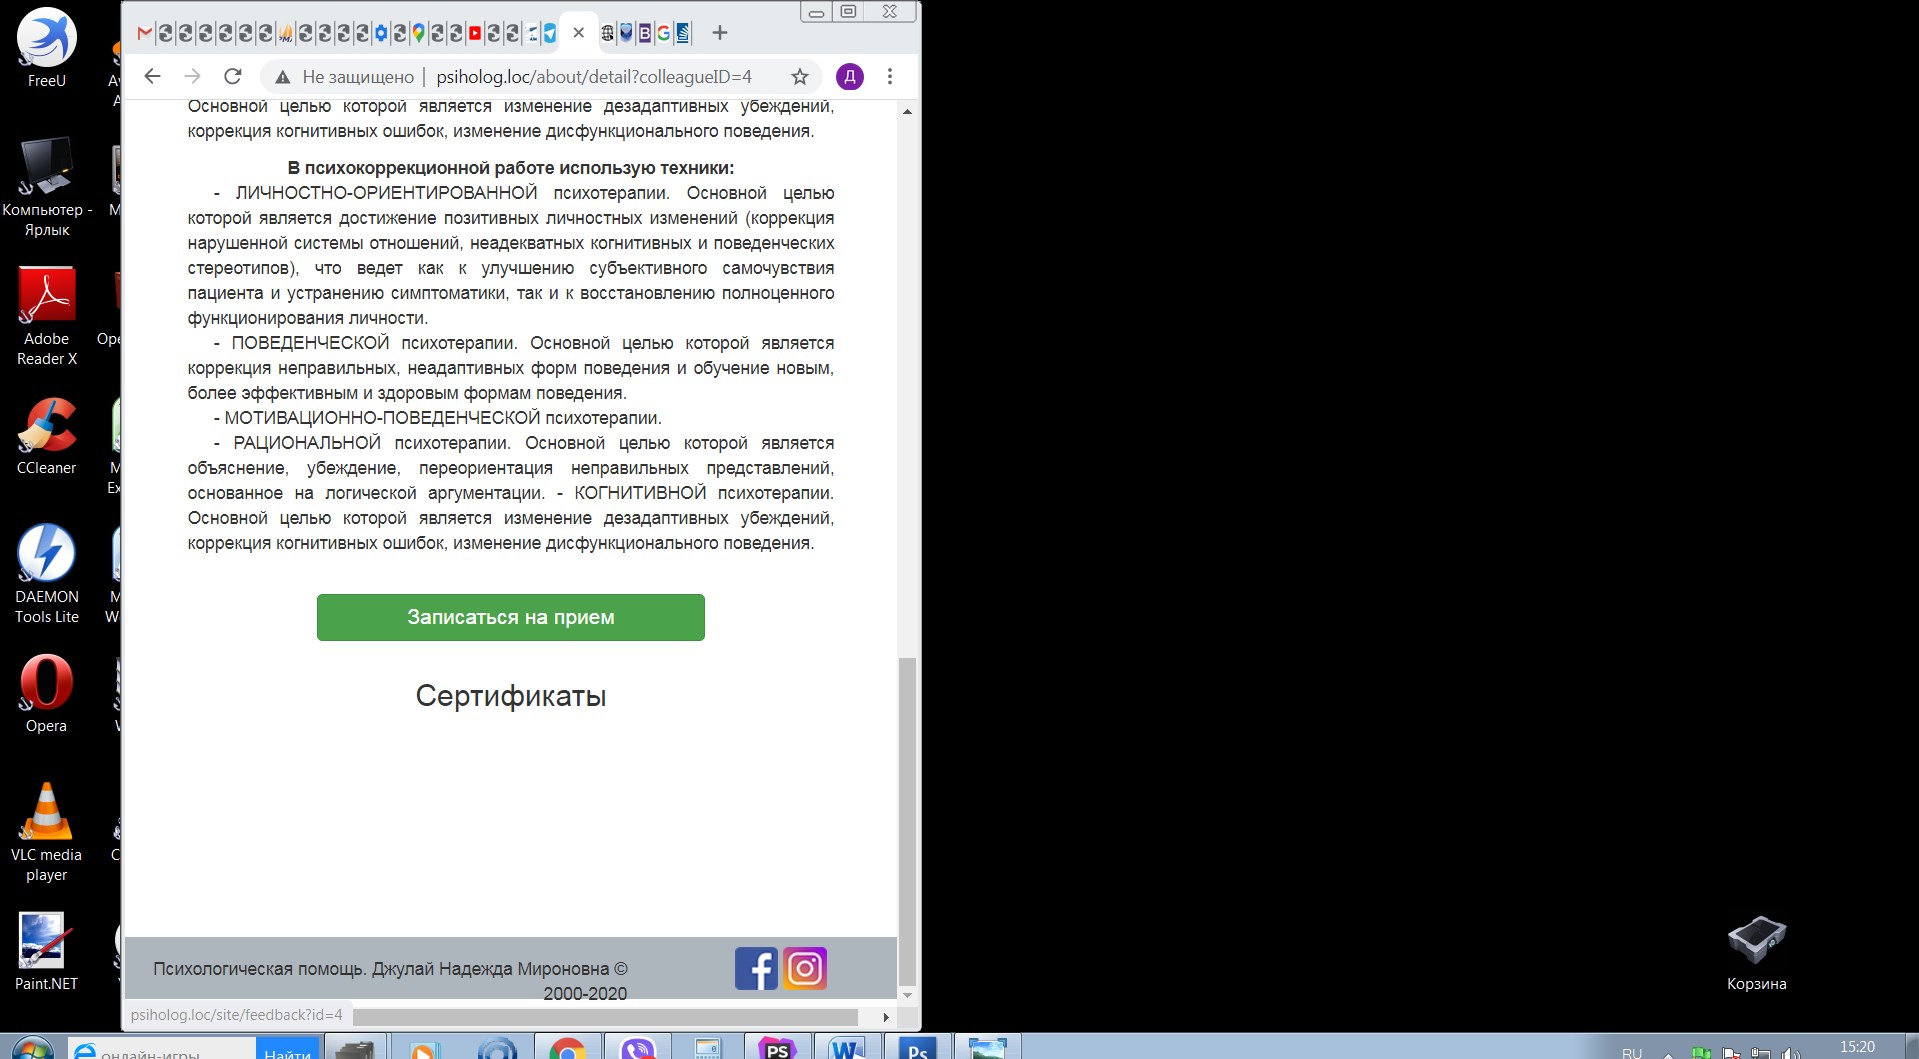 FreeU
Компьютер -
Ярлык
Adobe
Reader X
CCleaner
DAEMON
Tools Lite
Opera
VLC media
player
Paint.NET
Не защищено
psiholog.loc/about/detail?colleagueID=4
Д
Основной целью которой является изменение дезадаптивных убеждений,
коррекция когнитивных ошибок, изменение дисфункционального поведения.
В психокоррекционной работе использую техники:
- ЛИЧНОСТНО-ОРИЕНТИРОВАННОЙ психотерапии. Основной целью
которой является достижение позитивных личностных изменений (коррекция
нарушенной системы отношений, неадекватных когнитивных и поведенческих
стереотипов), что ведет как к улучшению субъективного самочувствия
пациента и устранению симптоматики, так и к восстановлению полноценного
функционирования личности.
- ПОВЕДЕНЧЕСКОЙ психотерапии. Основной целью которой является
коррекция неправильных, неадаптивных форм поведения и обучение новым,
более эффективным и здоровым формам поведения.
- МОТИВАЦИОННО-ПОВЕДЕНЧЕСКОЙ психотерапии.
- РАЦИОНАЛЬНОЙ психотерапии. Основной целью которой является
объяснение, убеждение, переориентация неправильных представлений,
основанное на логической аргументации. - КОГНИТИВНОЙ психотерапии.
Основной целью которой является изменение дезадаптивных убеждений,
коррекция когнитивных ошибок, изменение дисфункционального поведения.
Записаться на прием
Сертификаты
Психологическая помощь. Джулай Надежда Мироновна ©
2000-2020
psiholog.loc/site/feedback?id=4
Корзина
онлайн-игры
Найти
PS
W
Ps
RU
15:20